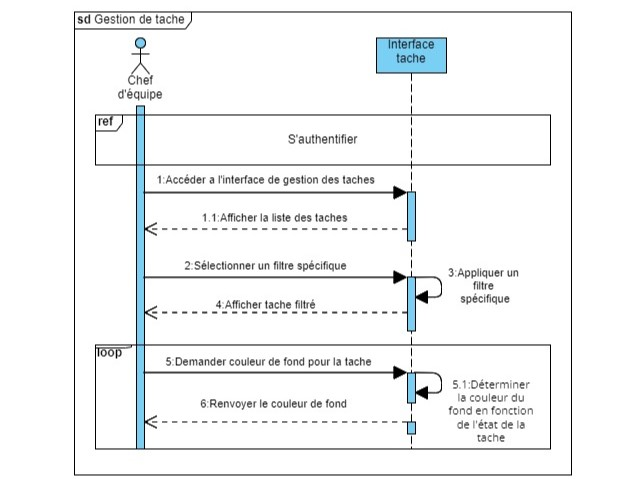 sd Gestion de tache
Interface
tache
Chef
d'équipe
ref
S'authentifier
1:Accéder a l'interface de gestion des taches
1.1:Afficher la liste des taches
2:Sélectionner un filtre spécifique
3:Appliquer un
filtre
spécifique
4:Afficher tache filtré
loop
5:Demander couleur de fond pour la tache
5.1:Déterminer
la couleur du
fond en fonction
de l'état de la
tache
6:Renvoyer le couleur de fond